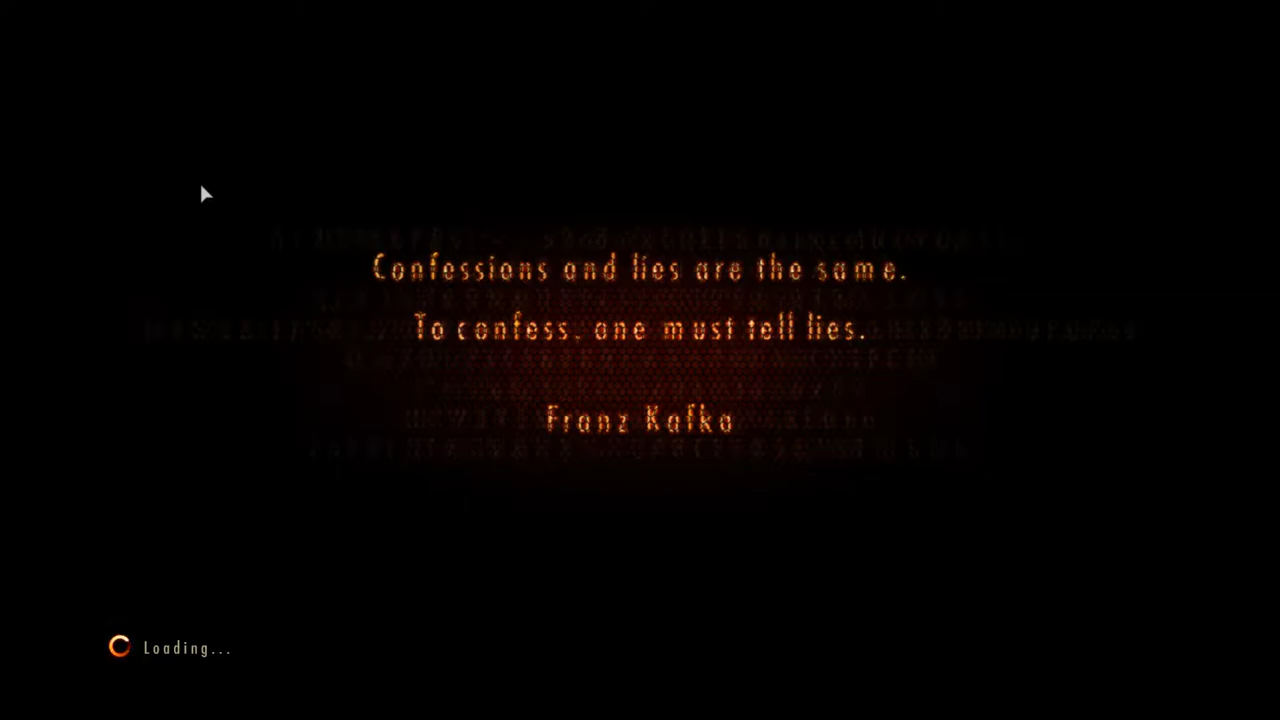 Confessions and lies are the same.
To confess, one must tell lies.
Franz Kafka
Loading...